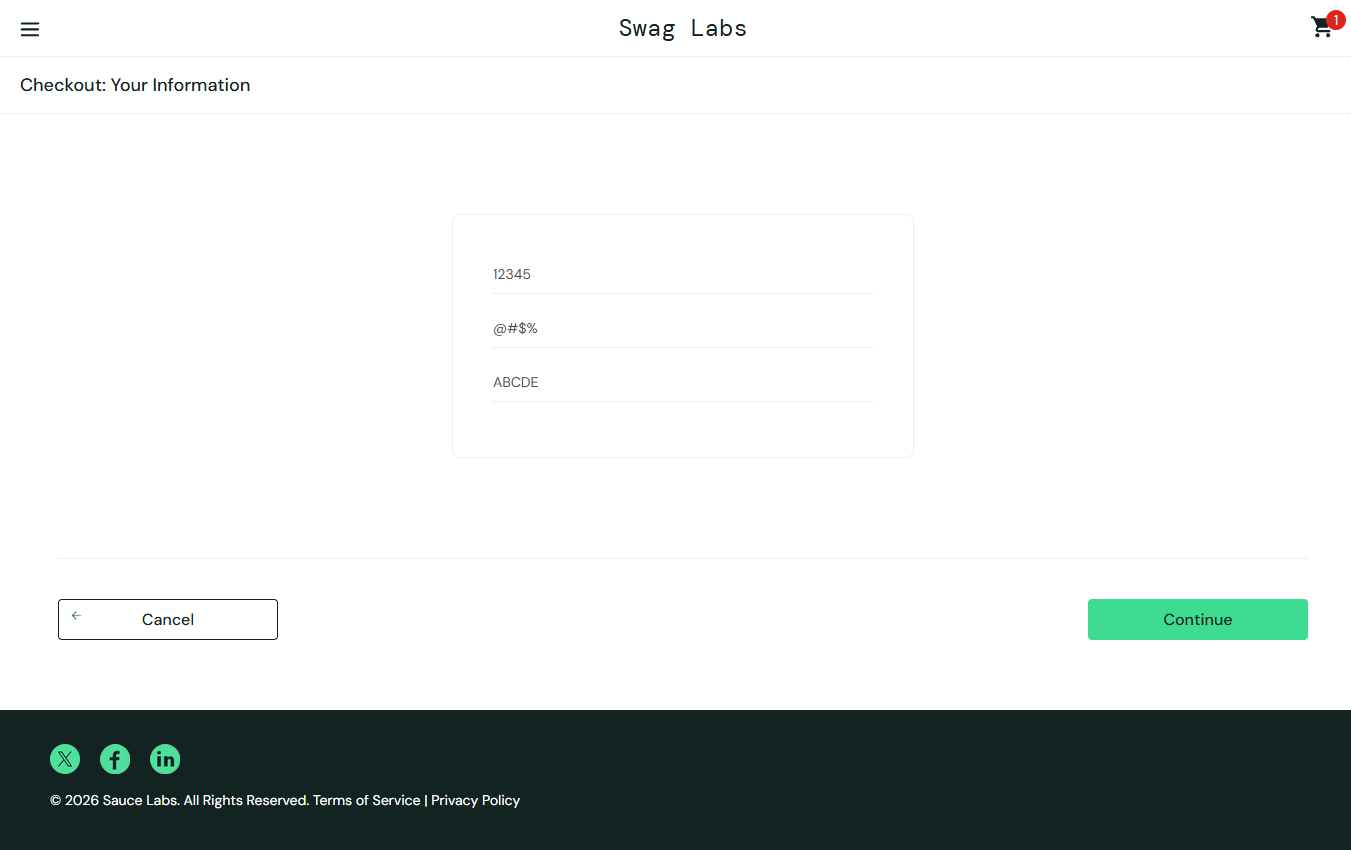 Swag Labs
1
Checkout: Your Information
12345
@#$%
ABCDE
Cancel
Continue
© 2026 Sauce Labs. All Rights Reserved. Terms of Service | Privacy Policy